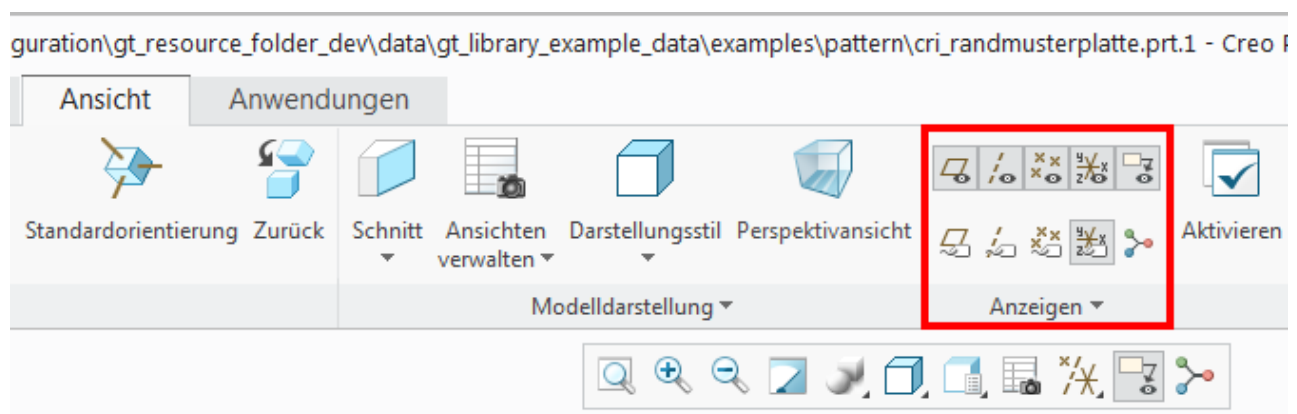 guration\gt_resource_folder_dev\data\gt_library_example_data\examples\pattern\cri_randmusterplatte.prt.1 - Creo P
Ansicht Anwendungen
Standardorientierung Zurück Schnitt Ansichten verwalten Darstellungsstil Perspektivansicht Aktivieren
Modelldarstellung Anzeigen